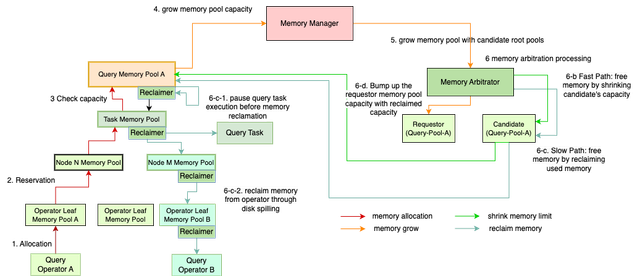 4. grow memory pool capacity
Memory Manager
5. grow memory pool with candidate root pools
6 memory arbitration processing
Query Memory Pool A
Reclaimer
Memory Arbitrator
6-b Fast Path: free
memory by shrinking
candidate's capacity
3 Check capacity
6-c-1. pause query task
execution before memory
reclamation
6-d. Bump up the
requestor memory pool
capacity with reclaimed
capacity
Task Memory Pool
Reclaimer
Query Task
Requestor
(Query-Pool-A)
Candidate
(Query-Pool-A)
Node N Memory Pool
Node M Memory Pool
Reclaimer
6-c. Slow Path: free
memory by reclaiming
used memory
2. Reservation
6-c-2. reclaim memory
from operator through
disk spilling
Operator Leaf
Memory Pool A
Operator Leaf
Memory Pool
Operator Leaf
Memory Pool B
Reclaimer
memory allocation
shrink memory limit
memory grow
reclaim memory
1. Allocation
Query
Operator A
Query
Operator B